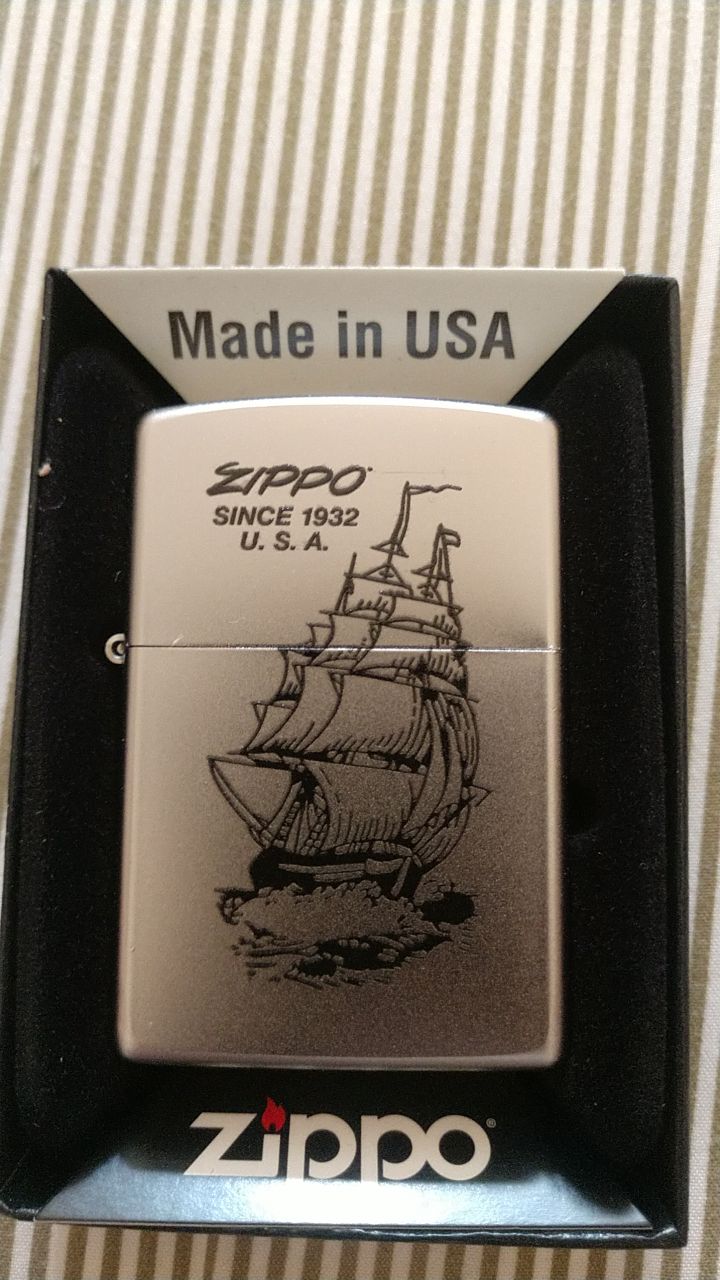 Made in USA
ZIPPO
SINCE 1932
U. S. A.
zippo®